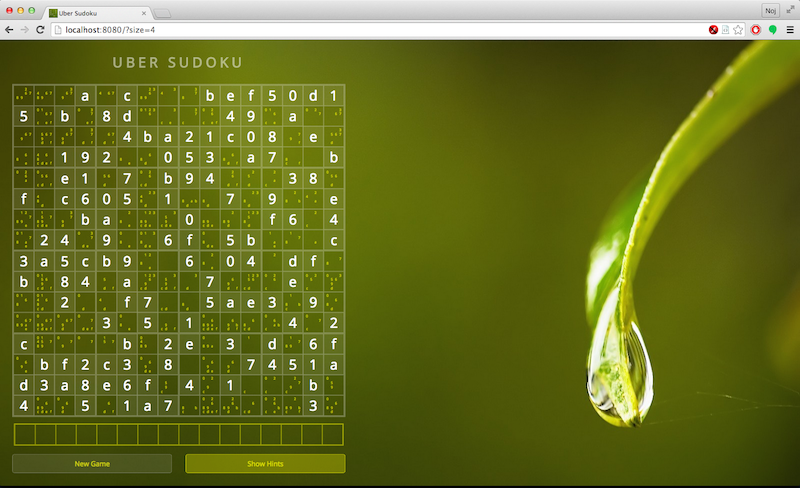 Uber Sudoku
Noj
localhost:8080/?size=4
UBER SUDOKU
a c b e f 5 0 d 1
5 b 8 d 4 9 a
4 b a 2 1 c 0 8 e
1 9 2 0 5 3 a 7 b
e 1 7 b 9 4 3 8
f c 6 0 5 1 7 9 e
b a 0 f 6 4
2 4 9 6 f 5 b c
3 a 5 c b 9 6 0 4 d f
b 8 4 a 7 e
2 f 7 5 a e 3 9
3 5 1 4 2
c b 2 e 3 d 6 f
b f 2 c 3 8 7 4 5 1 a
d 3 a 8 e 6 f 4 1 b
4 5 1 a 7 3
New Game
Show Hints